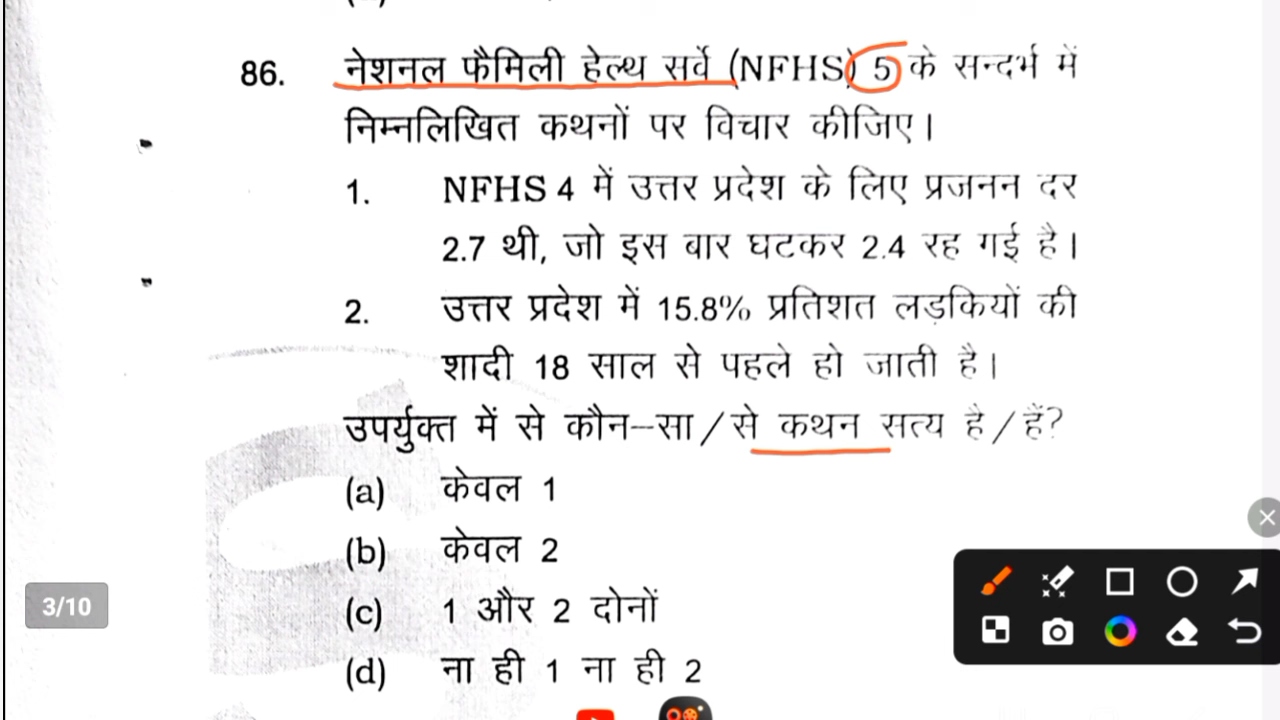 86. नेशनल फैमिली हेल्थ सर्वे (NFHS) 5 के सन्दर्भ में
निम्नलिखित कथनों पर विचार कीजिए।
1. NFHS 4 में उत्तर प्रदेश के लिए प्रजनन दर
2.7 थी, जो इस बार घटकर 2.4 रह गई है।
2. उत्तर प्रदेश में 15.8% प्रतिशत लड़कियों की
शादी 18 साल से पहले हो जाती है।
उपर्युक्त में से कौन-सा/से कथन सत्य है/हैं?
(a) केवल 1
(b) केवल 2
3/10
(c) 1 और 2 दोनों
(d) ना ही 1 ना ही 2